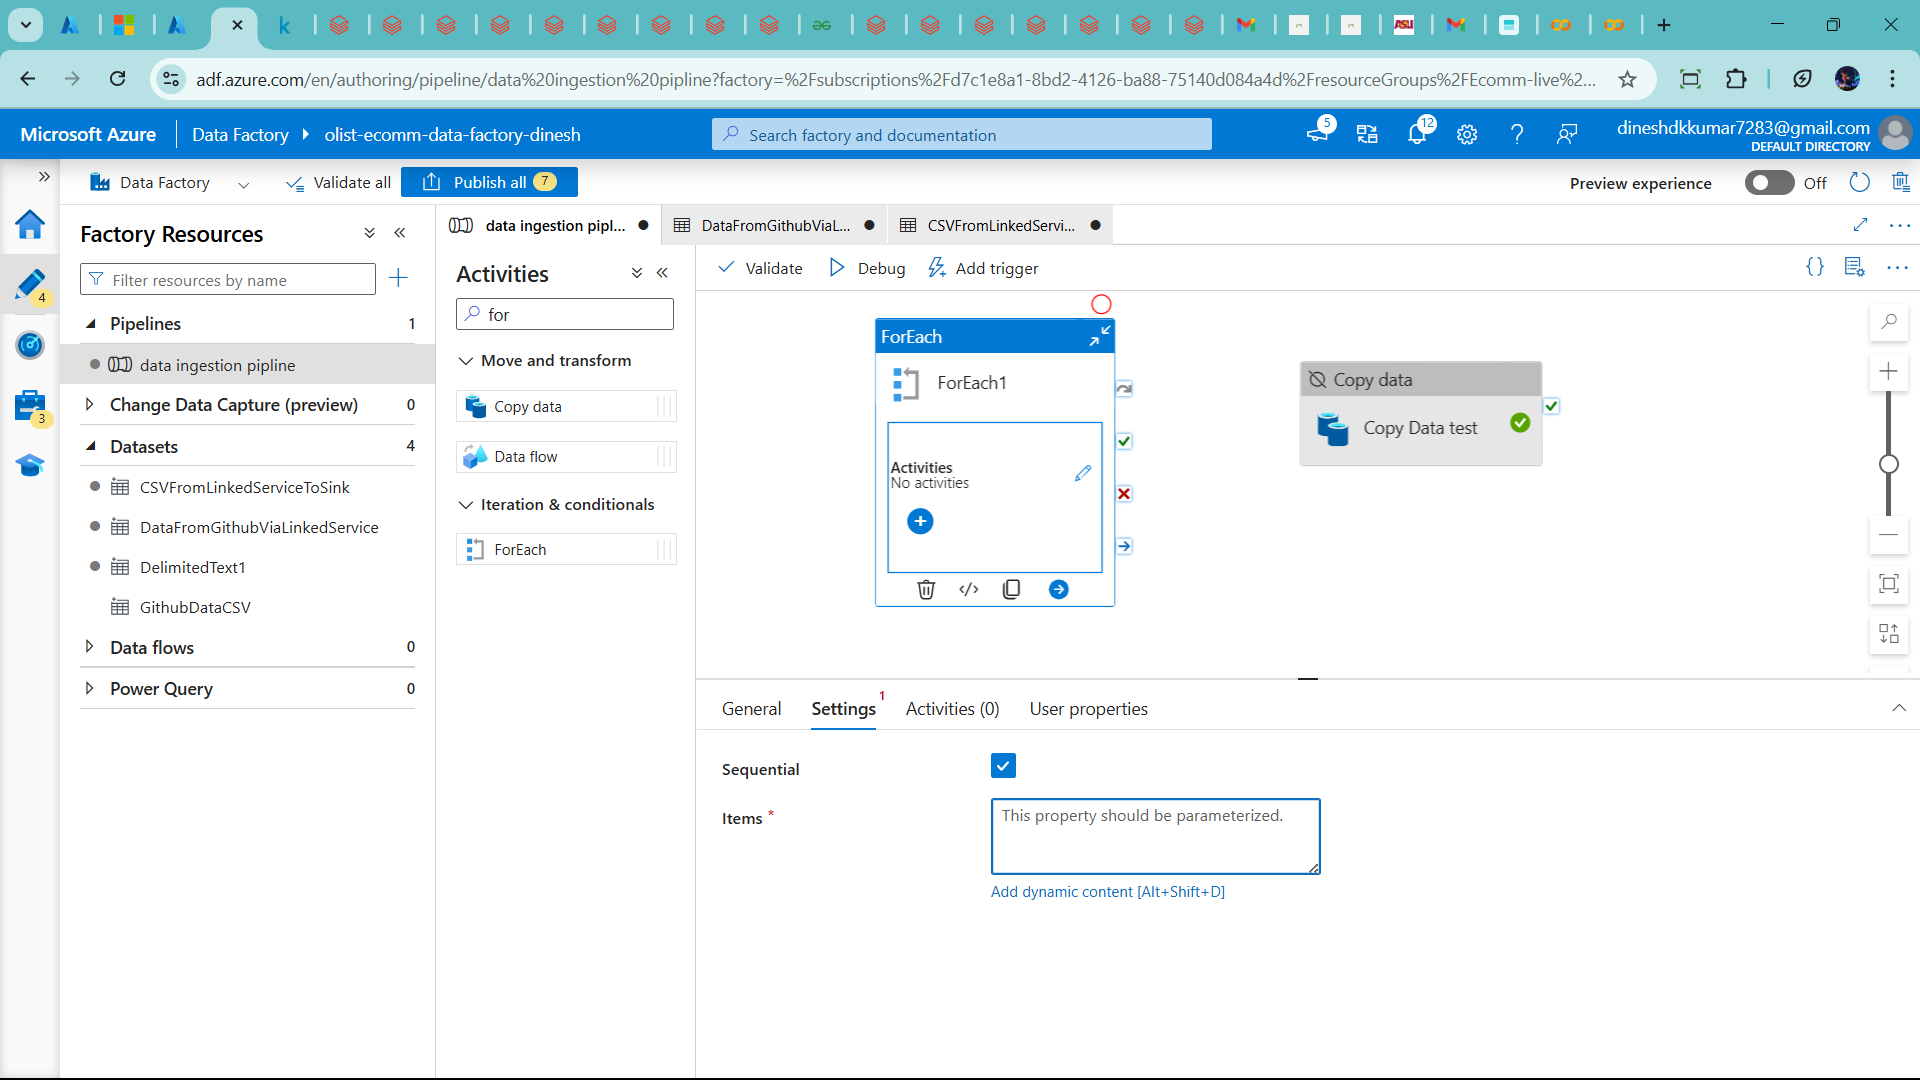 k
ASU
adf.azure.com/en/authoring/pipeline/data%20ingestion%20pipline?factory=%2Fsubscriptions%2Fd7c1e8a1-8bd2-4126-ba88-75140d084a4d%2FresourceGroups%2FEcomm-live%2...
Microsoft Azure
Data Factory
olist-ecomm-data-factory-dinesh
Search factory and documentation
5
12
dineshdkkumar7283@gmail.com
DEFAULT DIRECTORY
Data Factory
Validate all
Publish all 7
Preview experience
Off
4
3
Factory Resources
Filter resources by name
Pipelines 1
data ingestion pipline
Change Data Capture (preview) 0
Datasets 4
CSVFromLinkedServiceToSink
DataFromGithubViaLinkedService
DelimitedText1
GithubDataCSV
Data flows 0
Power Query 0
data ingestion pipl...
DataFromGithubViaL...
CSVFromLinkedServi...
Activities
for
Move and transform
Copy data
Data flow
Iteration & conditionals
ForEach
Validate
Debug
Add trigger
ForEach
ForEach1
Activities
No activities
Copy data
Copy Data test
General
Settings 1
Activities (0)
User properties
Sequential
Items *
This property should be parameterized.
Add dynamic content [Alt+Shift+D]